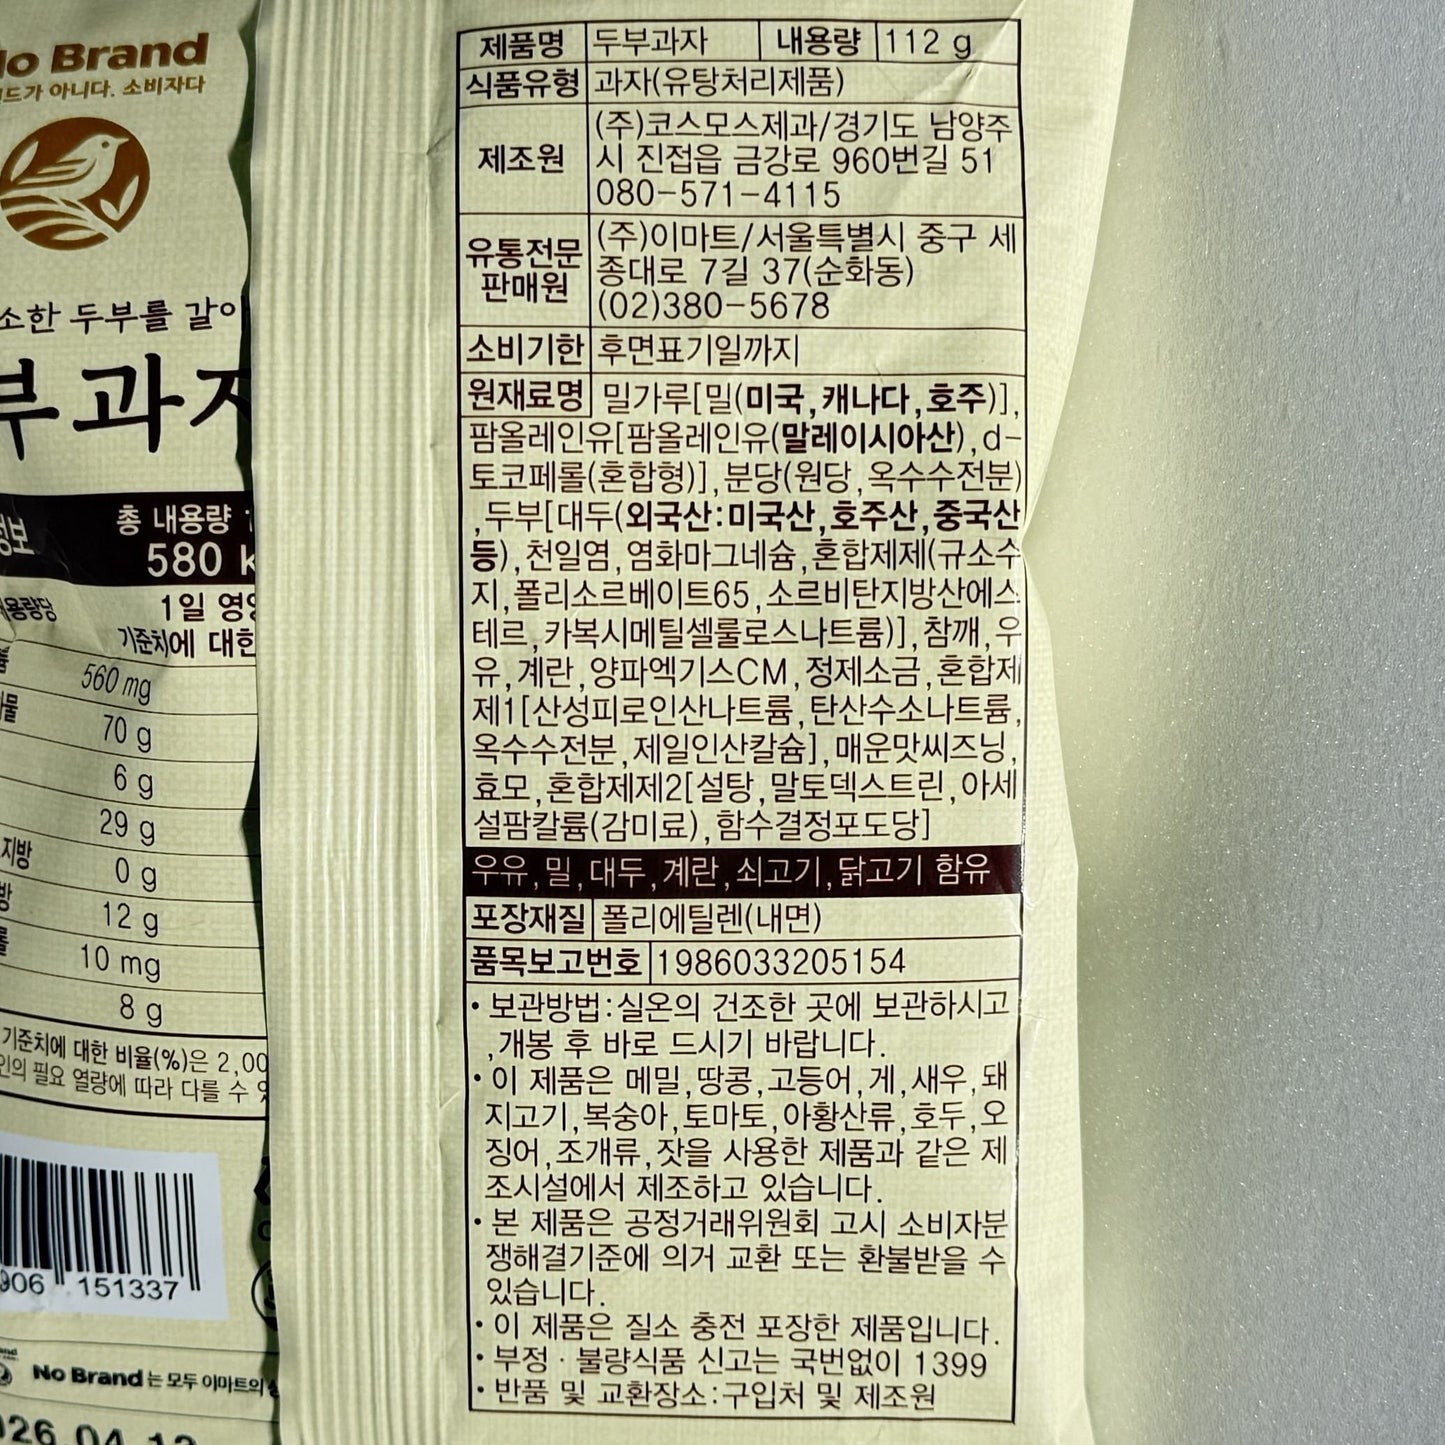 No Brand
아니다. 소비자다
소한 두부를 갈아
부과자
정보
총 내용량
580
내용량당
1일
기준치에 대한
560 mg
70 g
6 g
29 g
지방
0 g
12 g
10 mg
8 g
기준치에 대한 비율(%)은 2,00
인의 필요 열량에 따라 다를 수
906 151337
No Brand는 모두 이마트의
제품명 두부과자 내용량 112 g
식품유형 과자(유탕처리제품)
제조원 (주)코스모스제과/경기도 남양주
시 진접읍 금강로 960번길 51
080-571-4115
유통전문
판매원
(주)이마트/서울특별시 중구 세
종대로 7길 37(순화동)
(02)380-5678
소비기한 후면표기일까지
원재료명 밀가루[밀(미국,캐나다,호주)],
팜올레인유[팜올레인유(말레이시아산),d-
토코페롤(혼합형)],분당(원당,옥수수전분)
,두부[대두(외국산:미국산,호주산,중국산
등),천일염,염화마그네슘,혼합제제(규소수
지,폴리소르베이트65,소르비탄지방산에스
테르,카복시메틸셀룰로스나트륨)],참깨,우
유,계란,양파엑기스CM,정제소금,혼합제
제1[산성피로인산나트륨,탄산수소나트륨,
옥수수전분,제일인산칼슘],매운맛씨즈닝,
효모,혼합제제2[설탕,말토덱스트린,아세
설팜칼륨(감미료),함수결정포도당]
우유,밀,대두,계란,쇠고기,닭고기 함유
포장재질 폴리에틸렌(내면)
품목보고번호 1986033205154
• 보관방법:실온의 건조한 곳에 보관하시고
,개봉 후 바로 드시기 바랍니다.
• 이 제품은 메밀,땅콩,고등어,게,새우,돼
지고기,복숭아,토마토,아황산류,호두,오
징어,조개류,잣을 사용한 제품과 같은 제
조시설에서 제조하고 있습니다.
• 본 제품은 공정거래위원회 고시 소비자분
쟁해결기준에 의거 교환 또는 환불받을 수
있습니다.
• 이 제품은 질소 충전 포장한 제품입니다.
• 부정 · 불량식품 신고는 국번없이 1399
• 반품 및 교환장소:구입처 및 제조원